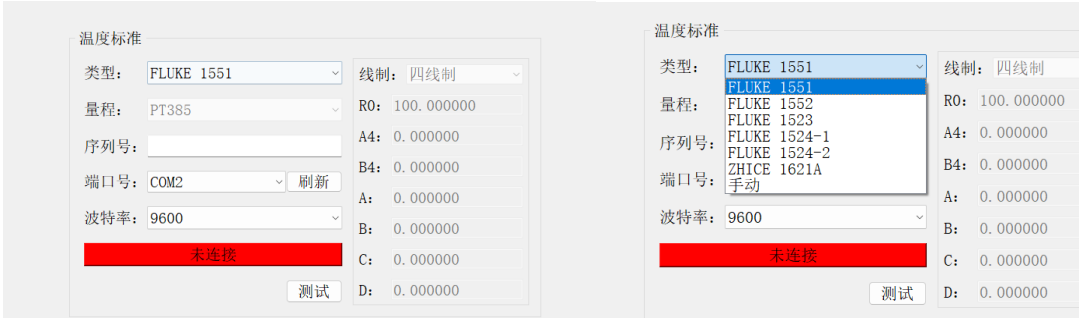 温度标准
类型： FLUKE 1551
量程： PT385
序列号：
端口号： COM2 刷新
波特率： 9600
未连接
测试
线制： 四线制
R0： 100.000000
A4： 0.000000
B4： 0.000000
A： 0.000000
B： 0.000000
C： 0.000000
D： 0.000000
温度标准
类型： FLUKE 1551
FLUKE 1551
FLUKE 1552
FLUKE 1523
FLUKE 1524-1
FLUKE 1524-2
ZHICE 1621A
手动
量程：
序列号：
端口号：
波特率： 9600
未连接
测试
线制： 四线制
R0： 100.000000
A4： 0.000000
B4： 0.000000
A： 0.000000
B： 0.000000
C： 0.000000
D： 0.000000